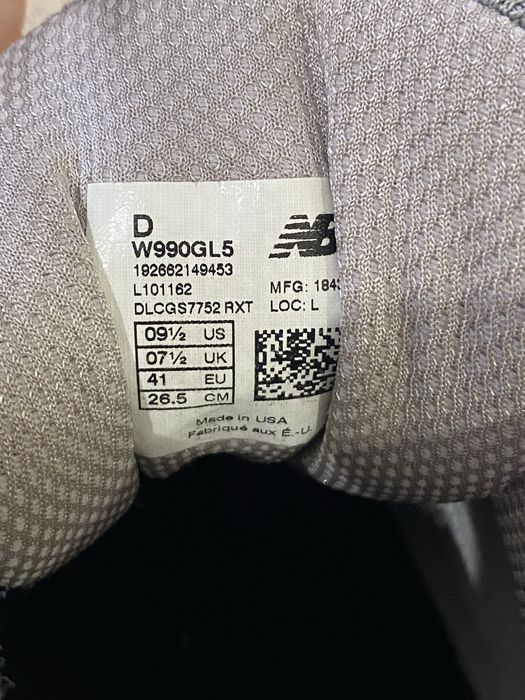 D
W990GL5
NB
192662149453
L101162
MFG: 184
DLCGS7752 RXT
LOC: L
09½ US
07½ UK
41 EU
26.5 CM
Made in USA
Fabriqué aux É.-U.